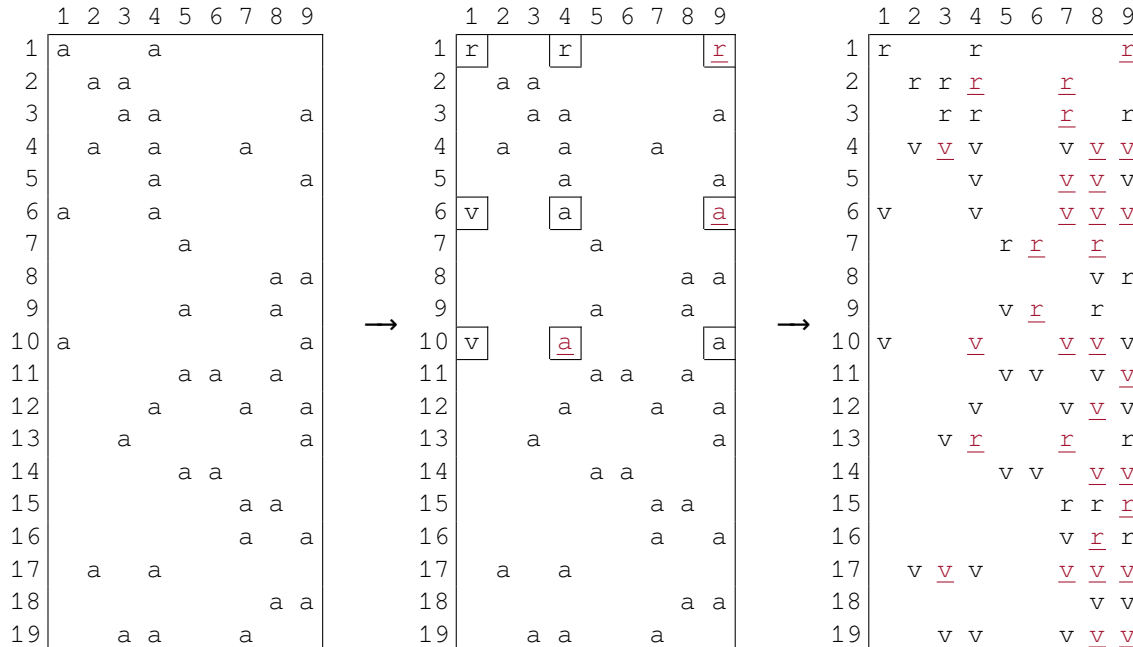 1 2 3 4 5 6 7 8 9 1 2 3 4 5 6 7 8 9 1 2 3 4 5 6 7 8 9
1 a a 1 r r r 1 r r r
2 a a 2 a a 2 r r r r
3 a a a 3 a a a 3 r r r r
4 a a a 4 a a a 4 v v v v v v
5 a a 5 a a 5 v v v v
6 a a 6 v a a 6 v v v v v
7 a 7 a 7 r r r
8 a a 8 a a 8 v r
9 a a 9 a a 9 v r r
→ →
10 a a 10 v a a 10 v v v v v
11 a a a 11 a a a 11 v v v v
12 a a a 12 a a a 12 v v v v
13 a a 13 a a 13 v r r r
14 a a 14 a a 14 v v v v
15 a a 15 a a 15 r r r
16 a a 16 a a 16 v r r
17 a a 17 a a 17 v v v v v v
18 a a 18 a a 18 v v
19 a a a 19 a a a 19 v v v v v